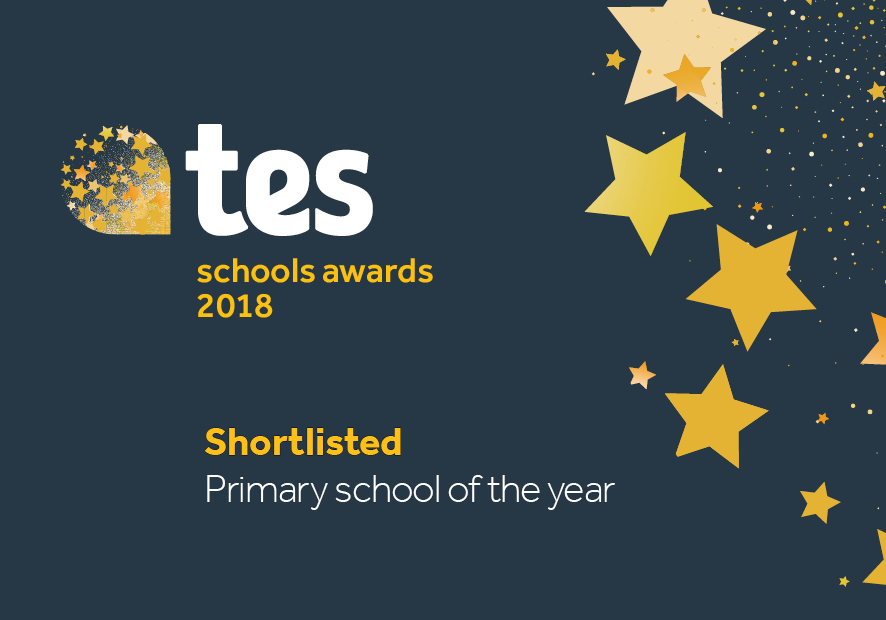 tes
schools awards
2018
Shortlisted
Primary school of the year